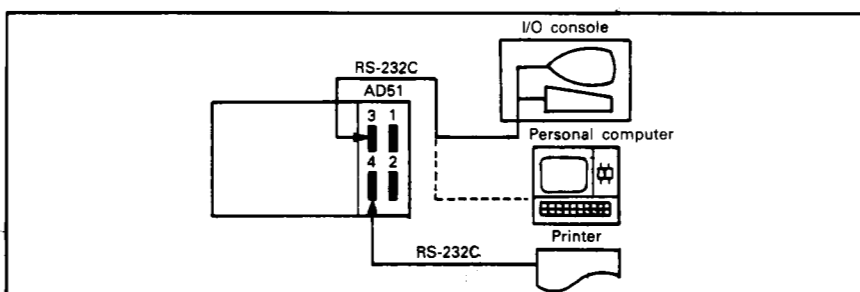 I/O console
RS-232C
AD51
3 1
Personal computer
4 2
Printer
RS-232C